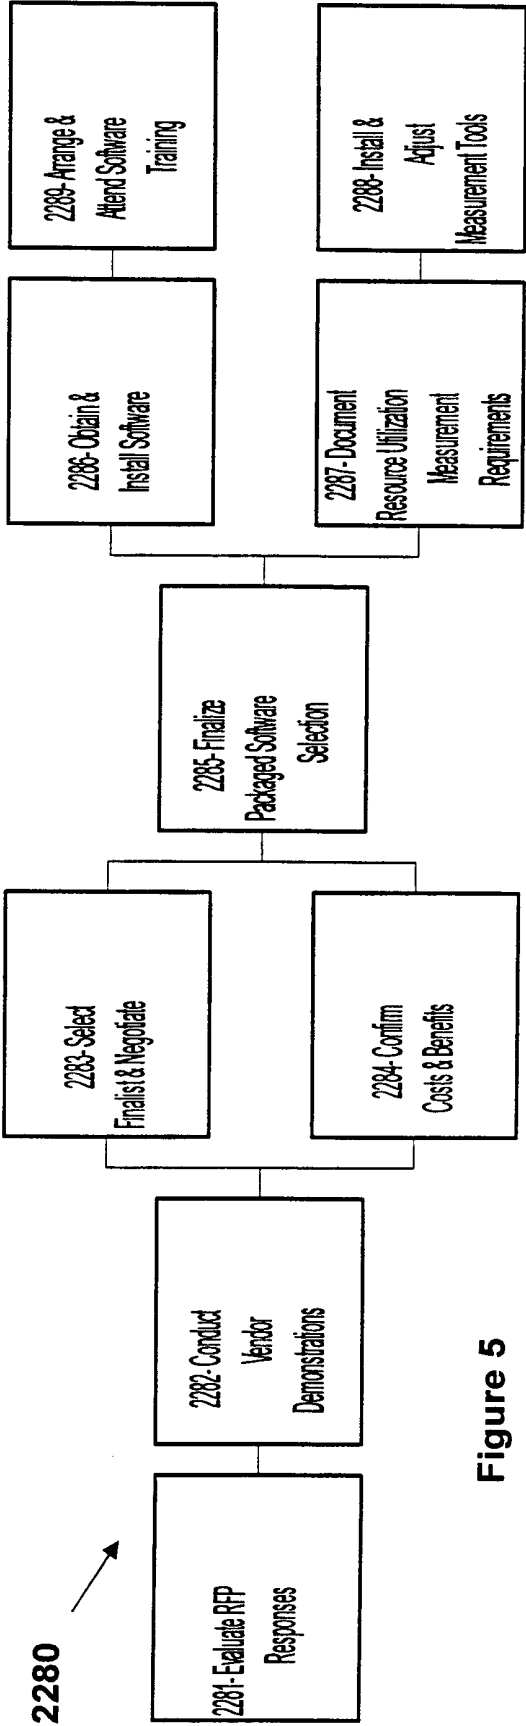 2280
2281- Evaluate RFP
Responses
2282- Conduct
Vendor
Demonstrations
2283- Select
Finalist & Negotiate
2284- Confirm
Costs & Benefits
2285- Finalize
Packaged Software
Selection
2286- Obtain &
Install Software
2287- Document
Resource Utilization
Measurement
Requirements
2289- Arrange &
Attend Software
Training
2288- Install &
Adjust
Measurement Tools
Figure 5